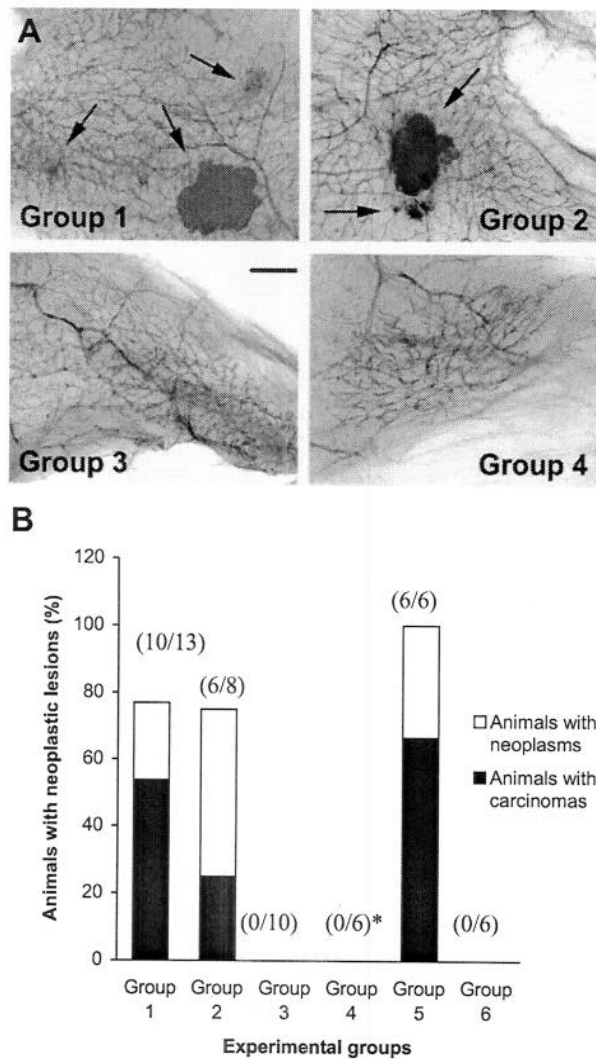 A
Group 1
Group 2
Group 3
Group 4
B
Animals with neoplastic lesions (%)
120
100
80
60
40
20
0
(10/13)
(6/8)
(0/10)
(0/6)*
(6/6)
(0/6)
Animals with
neoplasms
Animals with
carcinomas
Group
1
Group
2
Group
3
Group
4
Group
5
Group
6
Experimental groups